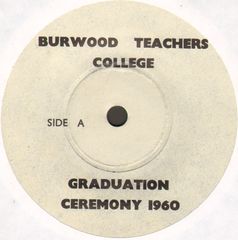 BURWOOD TEACHERS
COLLEGE
SIDE A
GRADUATION
CEREMONY 1960